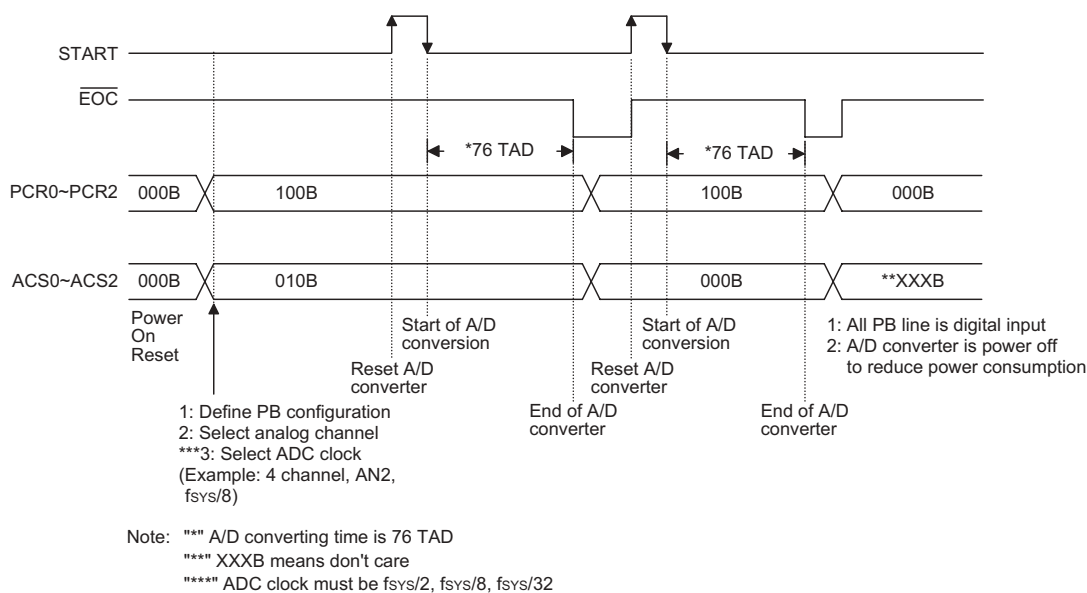 START
EOC
*76 TAD
*76 TAD
PCR0~PCR2
000B
100B
100B
000B
ACS0~ACS2
000B
010B
000B
**XXXB
Power
On
Reset
Start of A/D
conversion
Start of A/D
conversion
1: All PB line is digital input
2: A/D converter is power off
to reduce power consumption
Reset A/D
converter
Reset A/D
converter
1: Define PB configuration
2: Select analog channel
***3: Select ADC clock
(Example: 4 channel, AN2,
fSYS/8)
End of A/D
converter
End of A/D
converter
Note: "*" A/D converting time is 76 TAD
"**" XXXB means don't care
"***" ADC clock must be fSYS/2, fSYS/8, fSYS/32